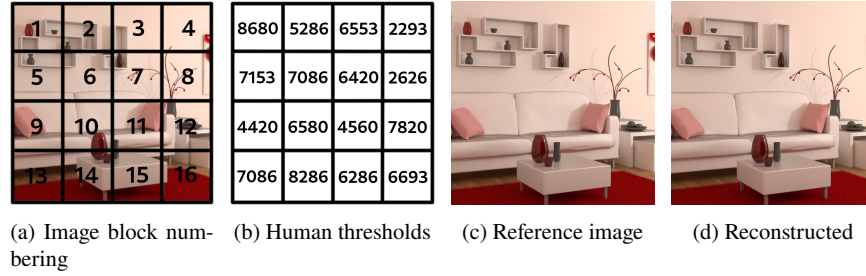 1 2 3 4
5 6 7 8
9 10 11 12
13 14 15 16
8680 5286 6553 2293
7153 7086 6420 2626
4420 6580 4560 7820
7086 8286 6286 6693
(a) Image block num-
bering
(b) Human thresholds
(c) Reference image
(d) Reconstructed